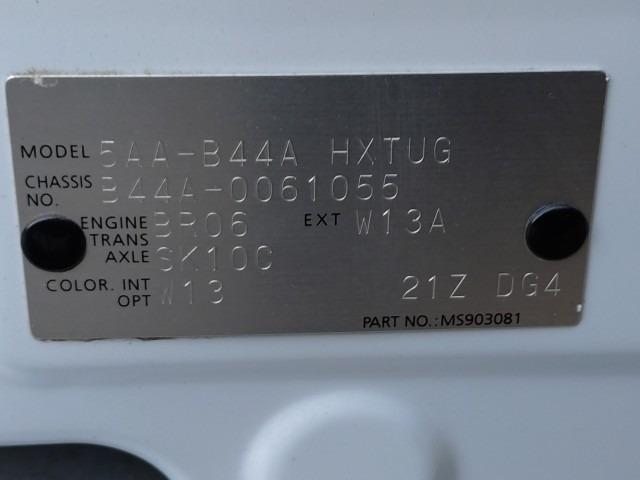 MODEL 5AA-B44A HXTUG
CHASSIS NO. B44A-0061055
ENGINE BR06 EXT W13A
TRANS AXLE SK10C
COLOR. INT OPT W13 21Z DG4
PART NO.:MS903081